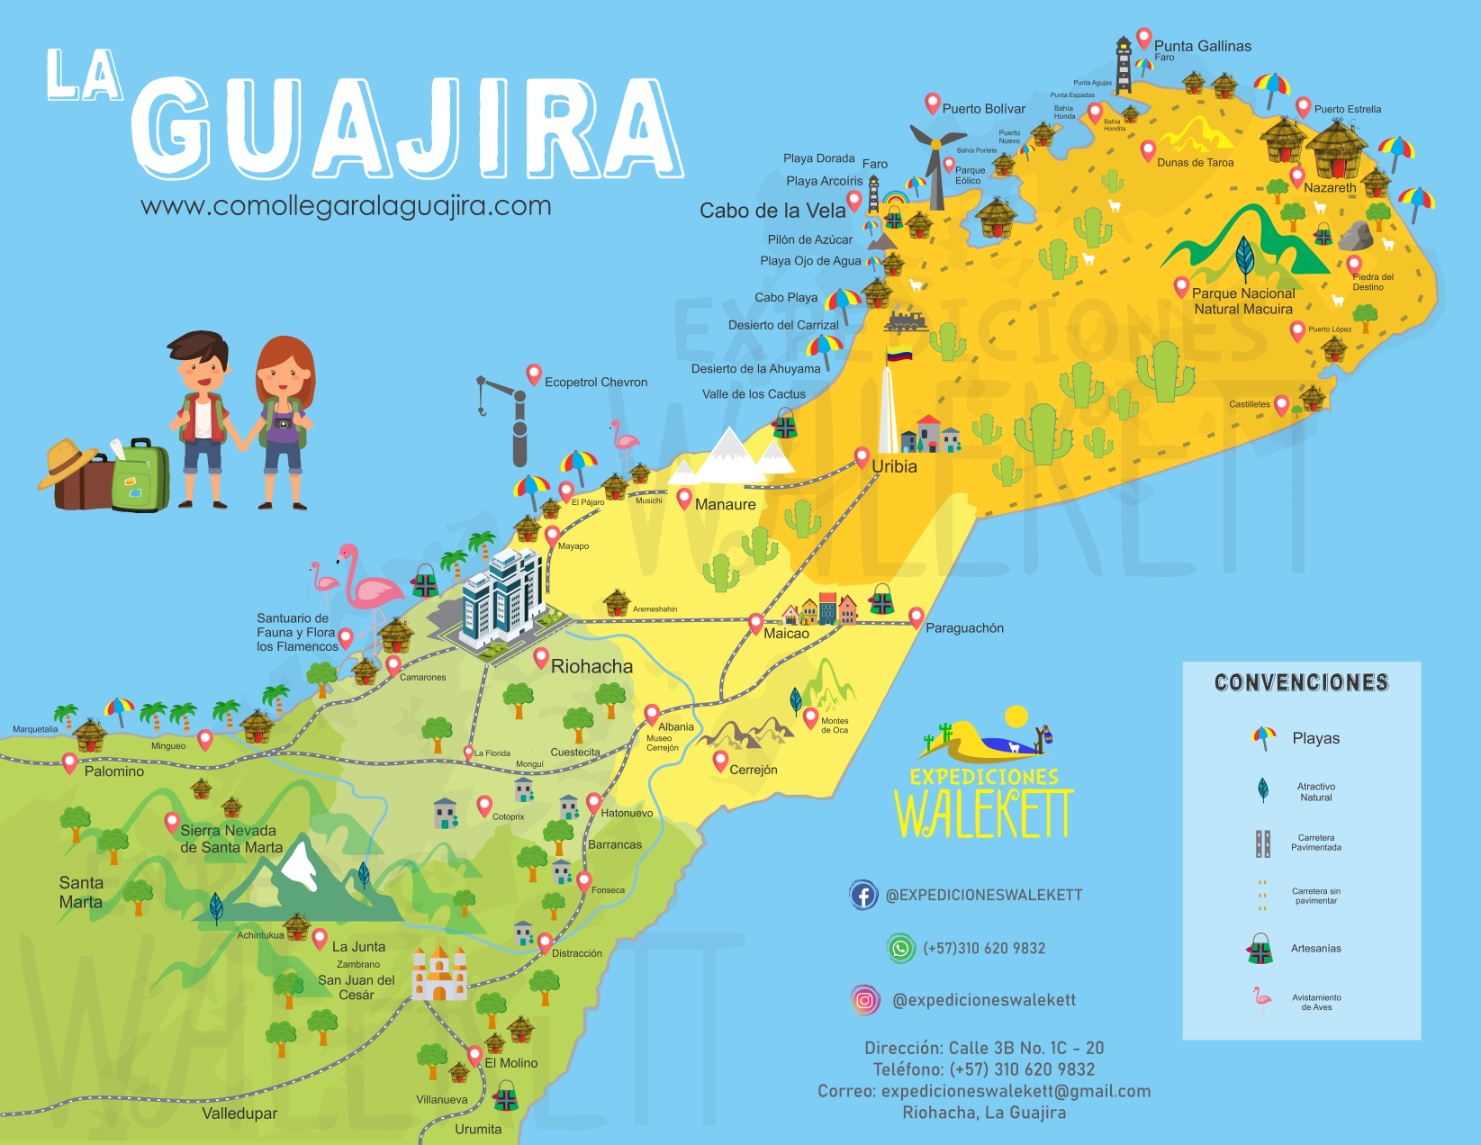 LA
GUAJIRA
www.comollegaralaguajira.com
Punta Gallinas
Faro
Punta Agujas
Punta Espadas
Bahía
Honda
Bahía
Hondita
Puerto Estrella
Puerto Bolivar
Puerto
Nuevo
Bahía Portete
Dunas de Taroa
Playa Dorada
Faro
Parque
Eólico
Playa Arcoíris
Nazareth
Cabo de la Vela
Pilón de Azúcar
Playa Ojo de Agua
Piedra del
Destino
Parque Nacional
Natural Macuira
Cabo Playa
Desierto del Carrizal
Puerto López
Desierto de la Ahuyama
Valle de los Cactus
Castilletes
Ecopetrol Chevron
Uribia
Manaure
Musichi
El Pájaro
Mayapo
Aremeshahin
Santuario de
Fauna y Flora
los Flamencos
Maicao
Paraguachón
Riohacha
Camarones
Marquetalia
Mingueo
Palomino
La Florida
Cuestecita
Monguí
Albania
Museo
Cerrejón
Montes
de Oca
Cerrejón
Cotoprix
Hatonuevo
Barrancas
Fonseca
Sierra Nevada
de Santa Marta
Santa
Marta
Achintukua
La Junta
Zambrano
San Juan del
Cesár
Distracción
El Molino
Villanueva
Valledupar
Urumita
EXPEDICIONES
WALEKETT
EXPEDICIONES
WALEKETT
EXPEDICIONES
WALEKETT
@EXPEDICIONESWALEKETT
(+57)310 620 9832
@expedicioneswalekett
Dirección: Calle 3B No. 1C - 20
Teléfono: (+57) 310 620 9832
Correo: expedicioneswalekett@gmail.com
Riohacha, La Guajira
CONVENCIONES
Playas
Atractivo
Natural
Carretera
Pavimentada
Carretera sin
pavimentar
Artesanías
Avistamiento
de Aves